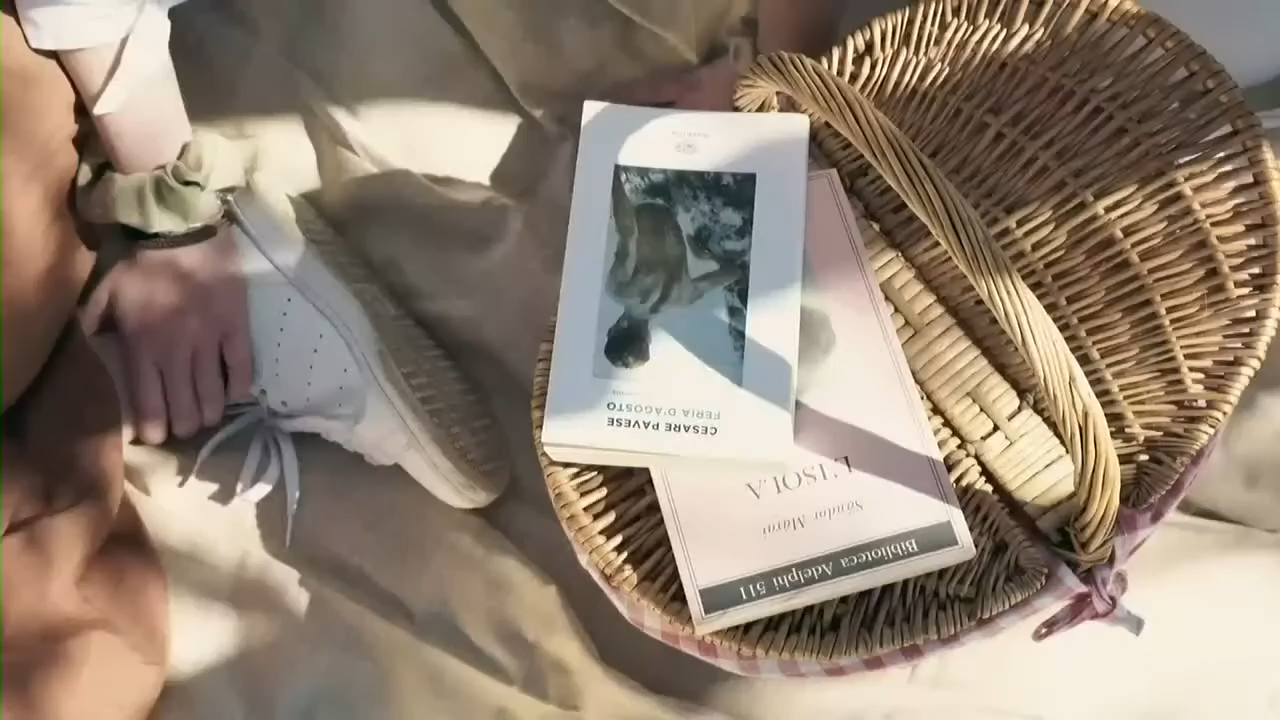 CESARE PAVESE
FERIA D'AGOSTO
Biblioteca Adelphi 511
Sándor Márai
L'ISOLA